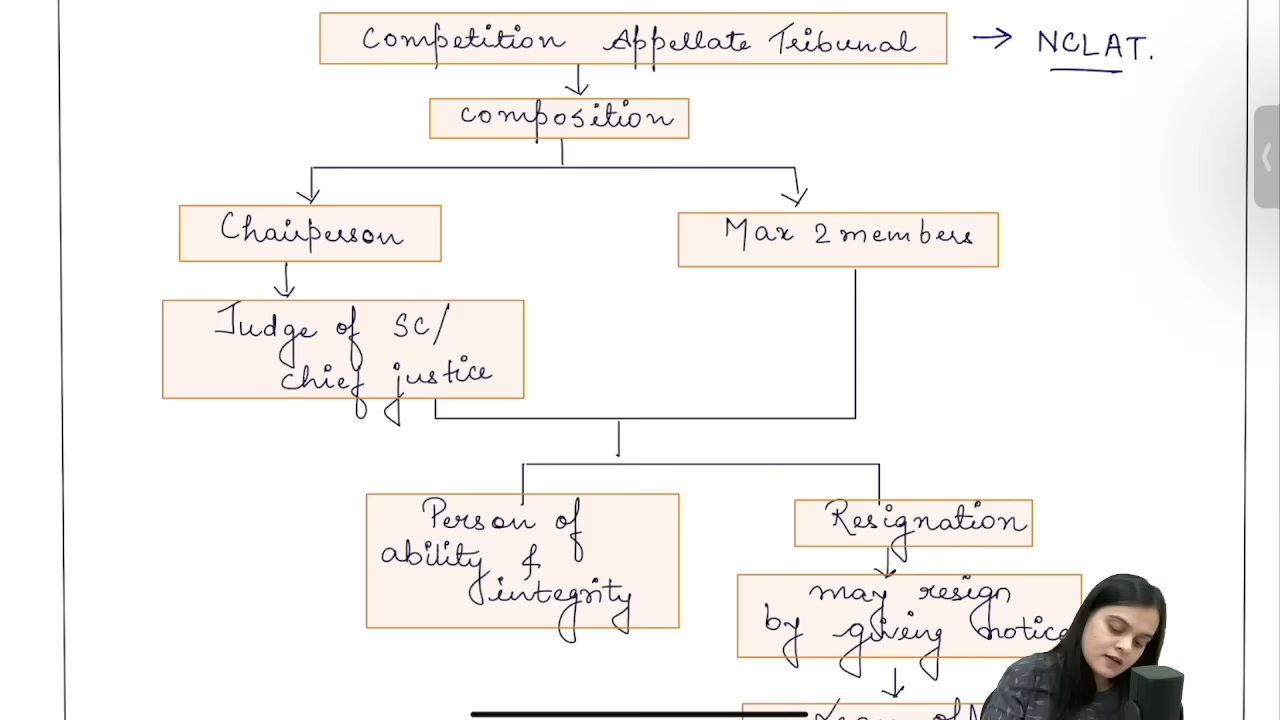 Competition Appellate Tribunal → NCLAT.
composition
Chairperson
Max 2 members
Judge of SC/
chief justice
Person of
ability &
integrity
Resignation
may resign
by giving notice